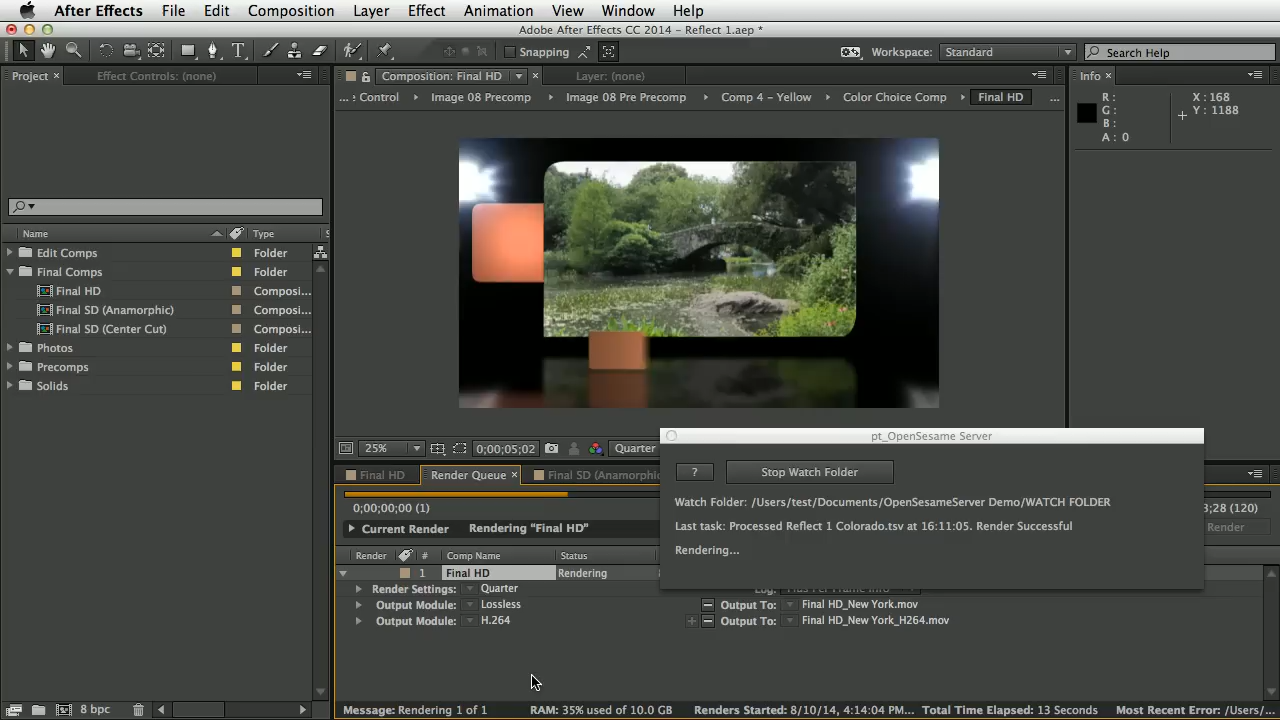 After Effects File Edit Composition Layer Effect Animation View Window Help
Adobe After Effects CC 2014 - Reflect 1.aep *
Snapping Workspace: Standard Search Help
Project × Effect Controls: (none) Composition: Final HD × Layer: (none) Info ×
... e Control Image 08 Precomp Image 08 Pre Precomp Comp 4 - Yellow Color Choice Comp Final HD ...
R : X : 168
G : Y : 1188
B :
A : 0
Name Type S
Edit Comps Folder
Final Comps Folder
Final HD Composi...
Final SD (Anamorphic) Composi...
Final SD (Center Cut) Composi...
Photos Folder
Precomps Folder
Solids Folder
25% 0;00;05;02 Quarter
pt_OpenSesame Server
? Stop Watch Folder
Watch Folder: /Users/test/Documents/OpenSesameServer Demo/WATCH FOLDER
Last task: Processed Reflect 1 Colorado.tsv at 16:11:05. Render Successful
Rendering...
Final HD Render Queue × Final SD (Anamorphic
0;00;00;00 (1) 3;28 (120)
Current Render Rendering "Final HD" Render
Render # Comp Name Status
1 Final HD Rendering
Render Settings: Quarter Log: Plus Per Frame Info
Output Module: Lossless Output To: Final HD_New York.mov
Output Module: H.264 + Output To: Final HD_New York_H264.mov
8 bpc
Message: Rendering 1 of 1 RAM: 35% used of 10.0 GB Renders Started: 8/10/14, 4:14:04 PM... Total Time Elapsed: 13 Seconds Most Recent Error: /Users/...